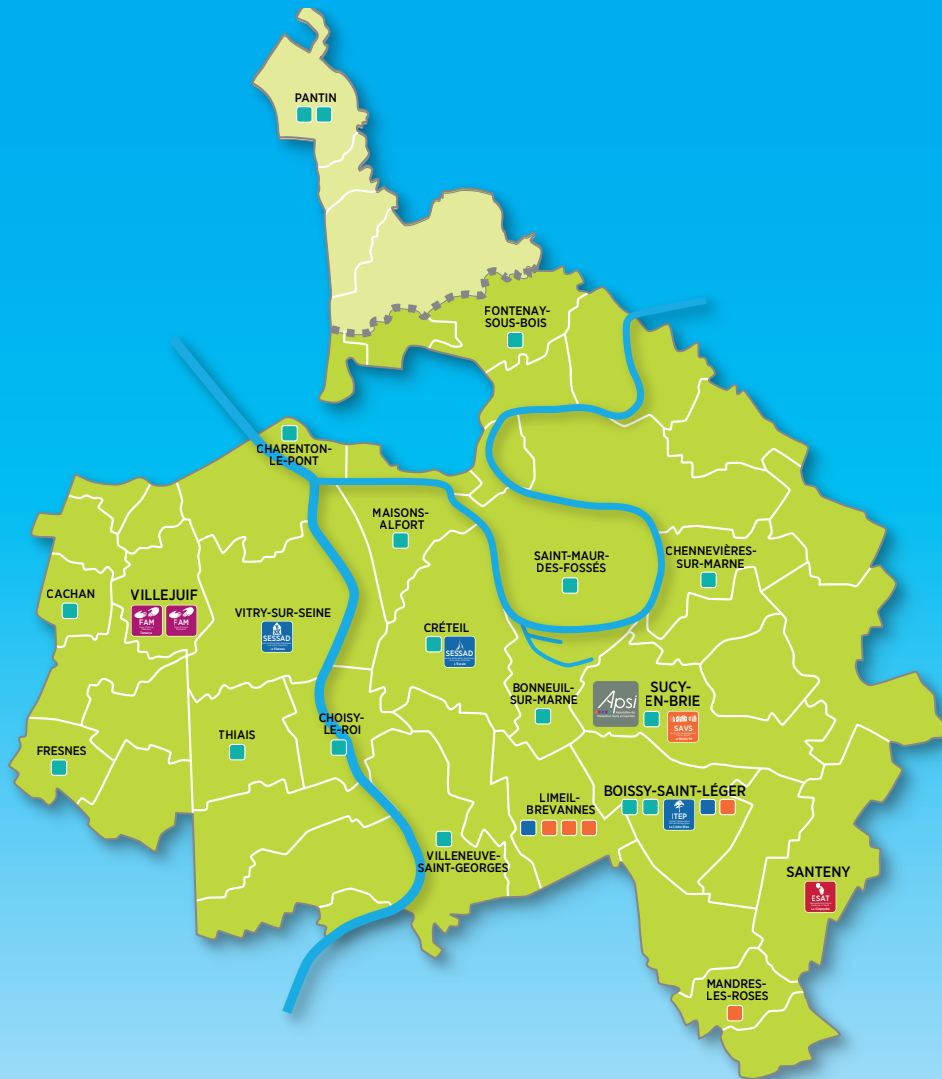 PANTIN
FONTENAY-
SOUS-BOIS
CHARENTON-
LE-PONT
MAISONS-
ALFORT
SAINT-MAUR-
DES-FOSSÉS
CHENNEVIÈRES-
SUR-MARNE
CACHAN
VILLEJUIF
FAM
FAM
VITRY-SUR-SEINE
SESSAD
CRÉTEIL
SESSAD
BONNEUIL-
SUR-MARNE
Apsi
SUCY-
EN-BRIE
SAVS
CHOISY-
LE-ROI
THIAIS
FRESNES
LIMEIL-
BREVANNES
BOISSY-SAINT-LÉGER
ITEP
VILLENEUVE-
SAINT-GEORGES
SANTENY
ESAT
MANDRES-
LES-ROSES